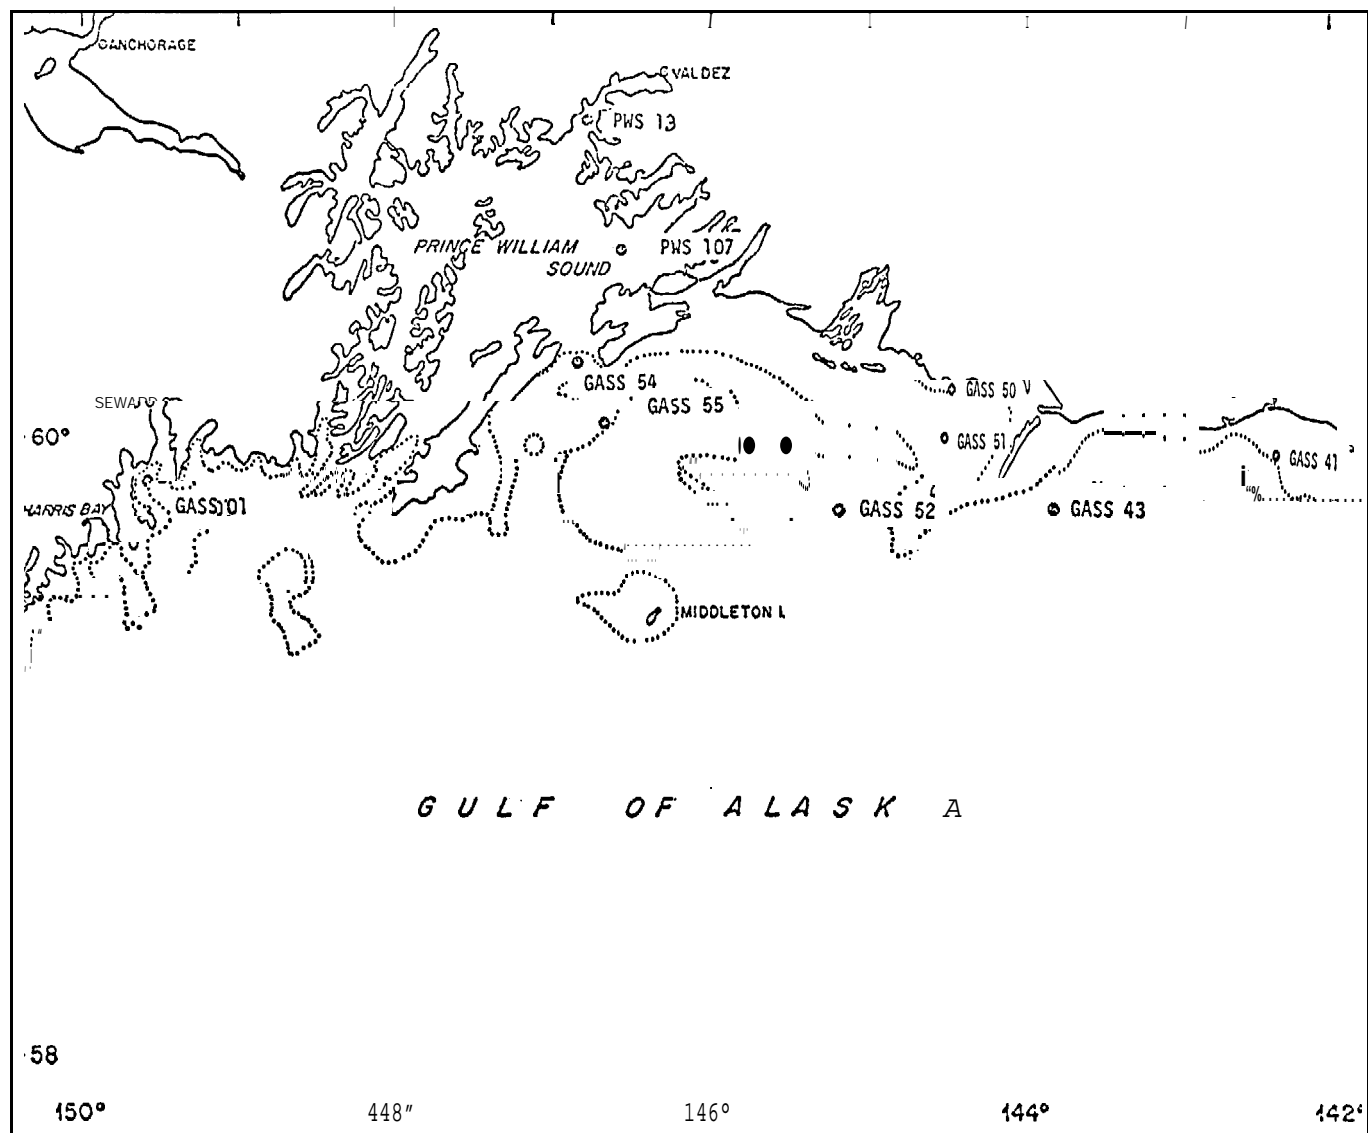 ANCHORAGE
VALDEZ
PWS 13
PRINCE WILLIAM
SOUND
PWS 107
GASS 54
GASS 50
GASS 55
SEWARD
60°
GASS 51
GASS 41
HARRIS BAY
GASS 101
GASS 52
GASS 43
MIDDLETON I.
GULF OF ALASKA
58
150°
448"
146°
144°
142°